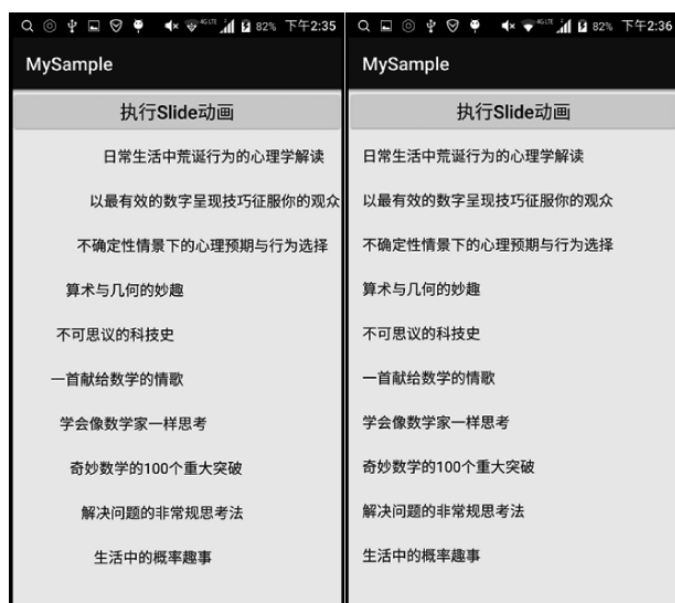 4G LTE 82% 下午2:35
MySample
执行Slide动画
日常生活中荒诞行为的心理学解读
以最有效的数字呈现技巧征服你的观众
不确定性情景下的心理预期与行为选择
算术与几何的妙趣
不可思议的科技史
一首献给数学的情歌
学会像数学家一样思考
奇妙数学的100个重大突破
解决问题的非常规思考法
生活中的概率趣事
4G LTE 82% 下午2:36
MySample
执行Slide动画
日常生活中荒诞行为的心理学解读
以最有效的数字呈现技巧征服你的观众
不确定性情景下的心理预期与行为选择
算术与几何的妙趣
不可思议的科技史
一首献给数学的情歌
学会像数学家一样思考
奇妙数学的100个重大突破
解决问题的非常规思考法
生活中的概率趣事